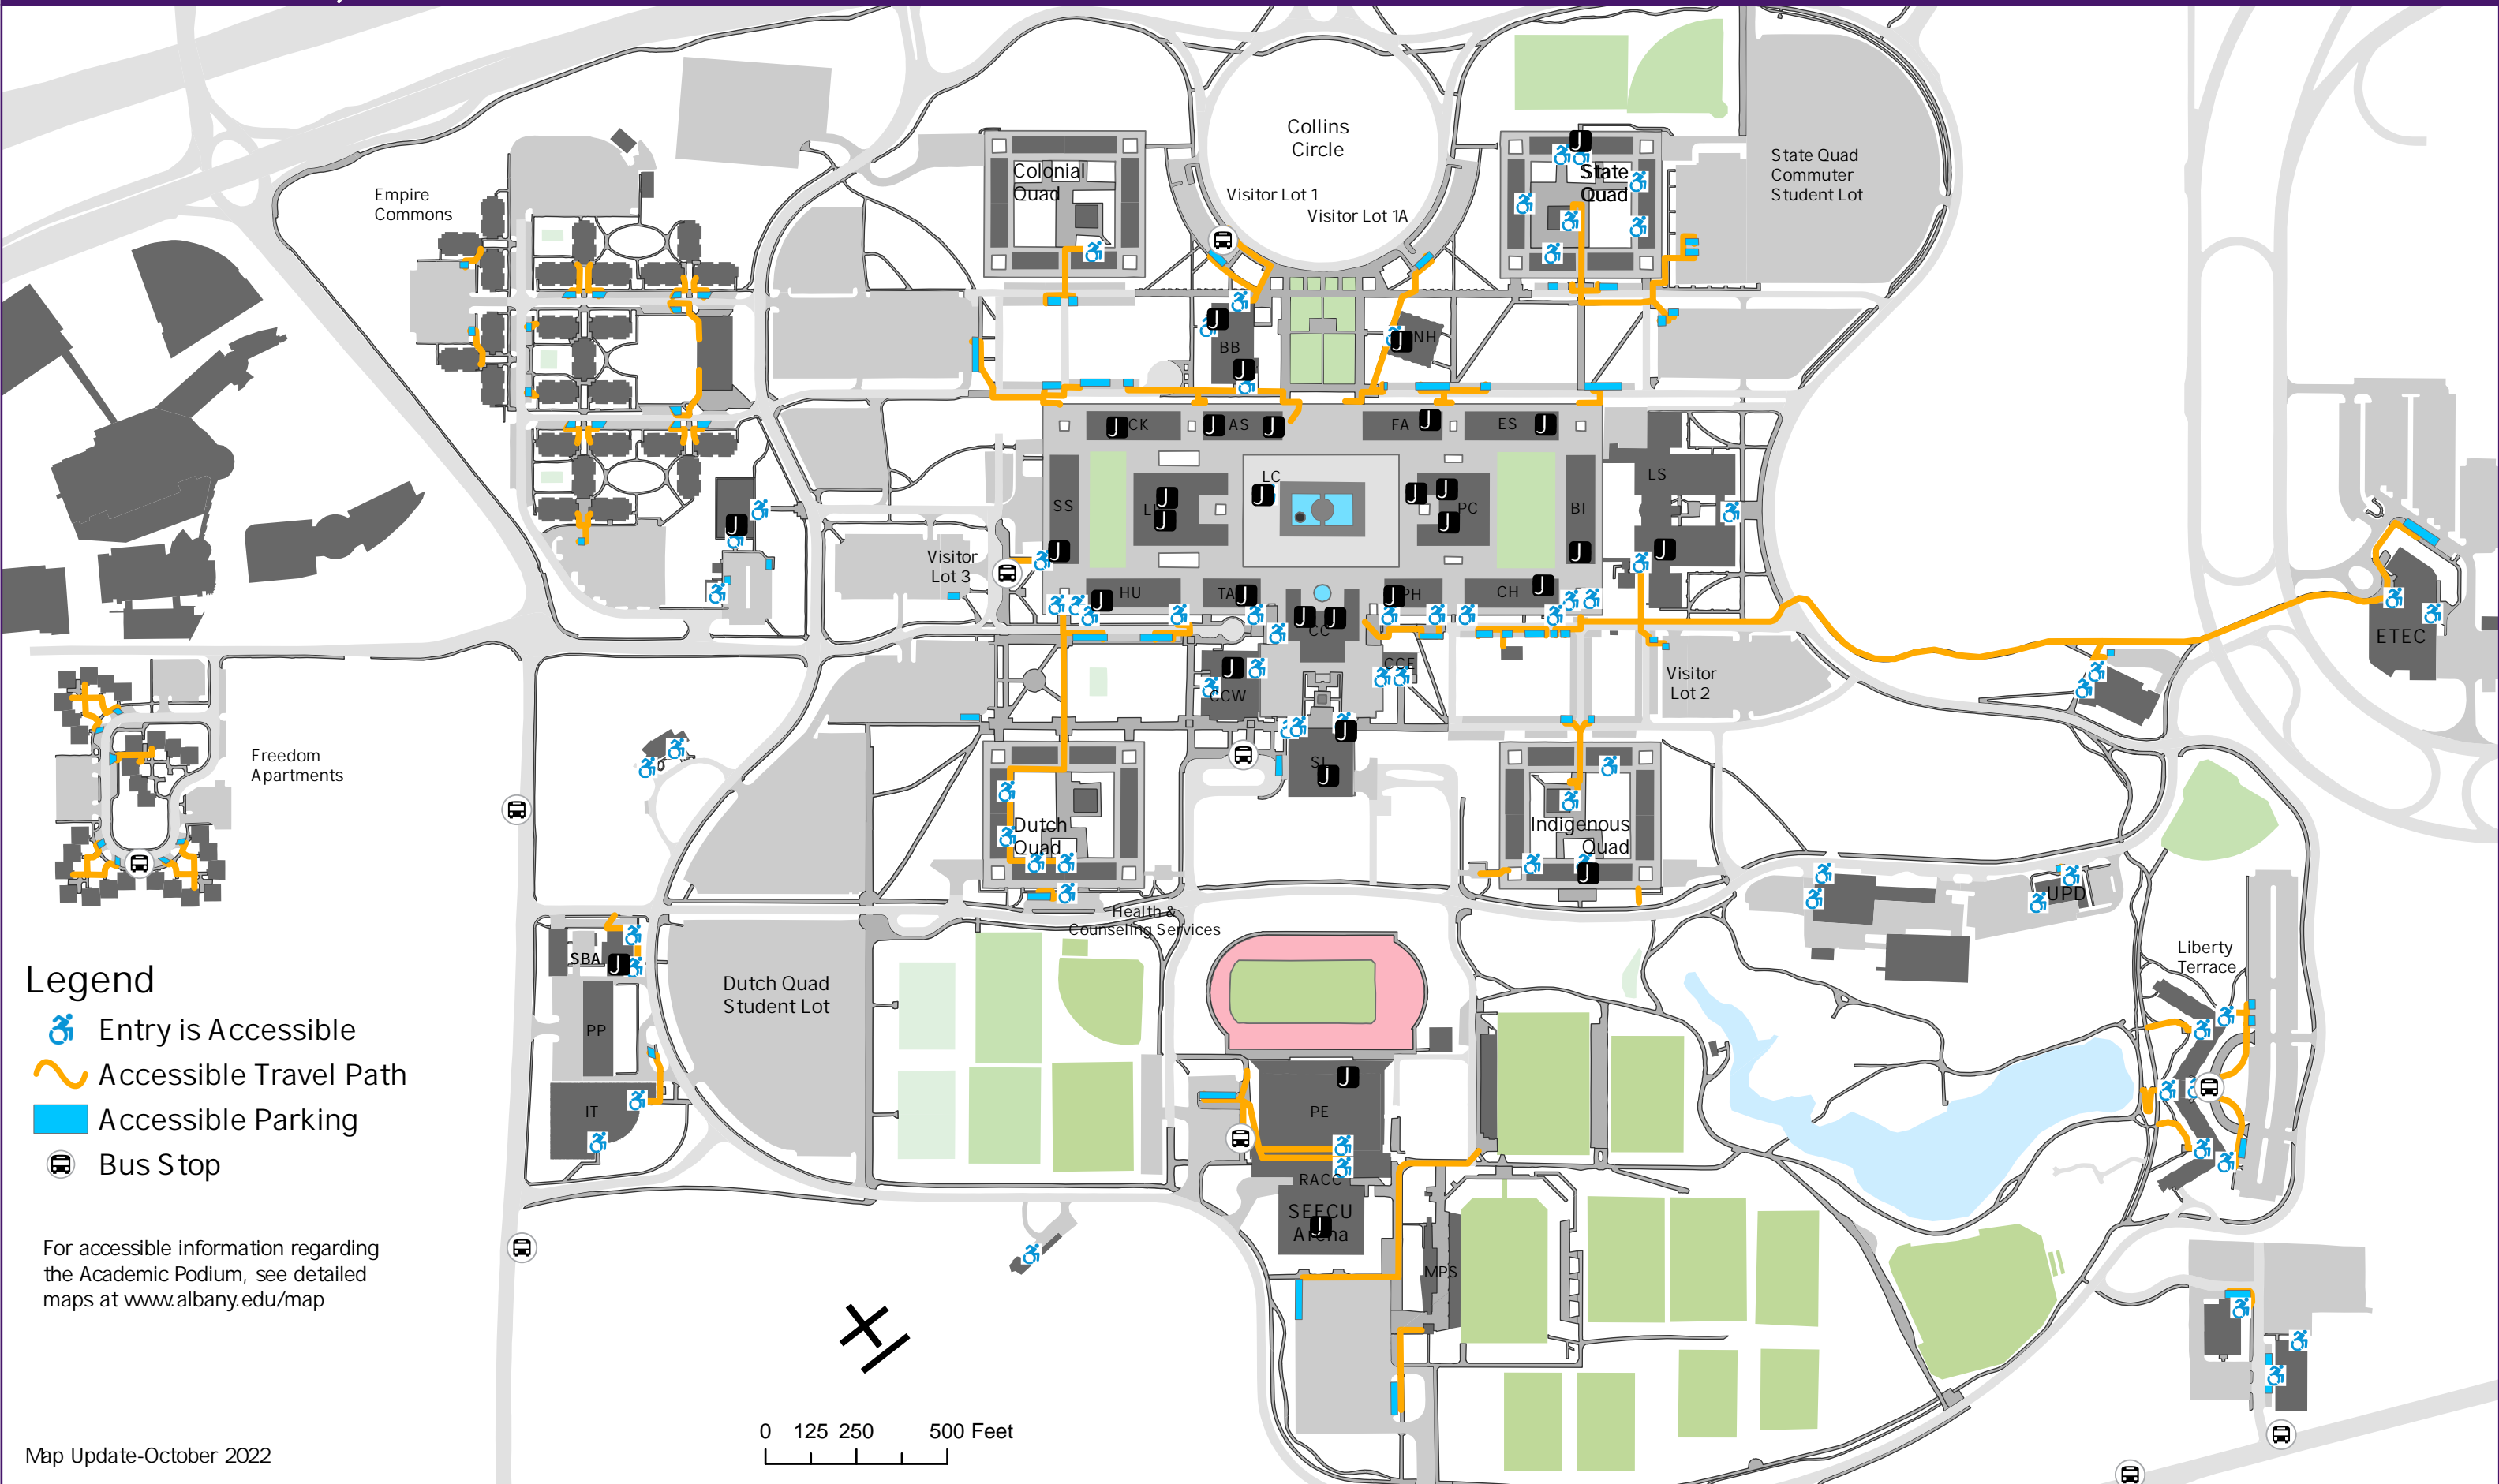 Collins
Circle
Visitor Lot 1
Visitor Lot 1A
Colonial
Quad
State
Quad
State Quad
Commuter
Student Lot
Empire
Commons
BB
NH
J
J
J
J
CK
J
AS
J
J
FA
J
ES
J
SS
J
J
J
LC
J
J
J
J
PC
BI
J
LS
J
Visitor
Lot 3
J
HU
J
TA
J
CC
J
J
PH
J
CH
J
CCW
J
CCE
SL
J
J
Visitor
Lot 2
ETEC
Freedom
Apartments
Dutch
Quad
Indigenous
Quad
J
Health &
Counseling Services
UPD
Liberty
Terrace
SBA
J
PP
IT
Dutch Quad
Student Lot
PE
J
RACC
SEFCU
Arena
J
MPS
Legend
Entry is Accessible
Accessible Travel Path
Accessible Parking
Bus Stop
For accessible information regarding
the Academic Podium, see detailed
maps at www.albany.edu/map
0 125 250 500 Feet
Map Update-October 2022